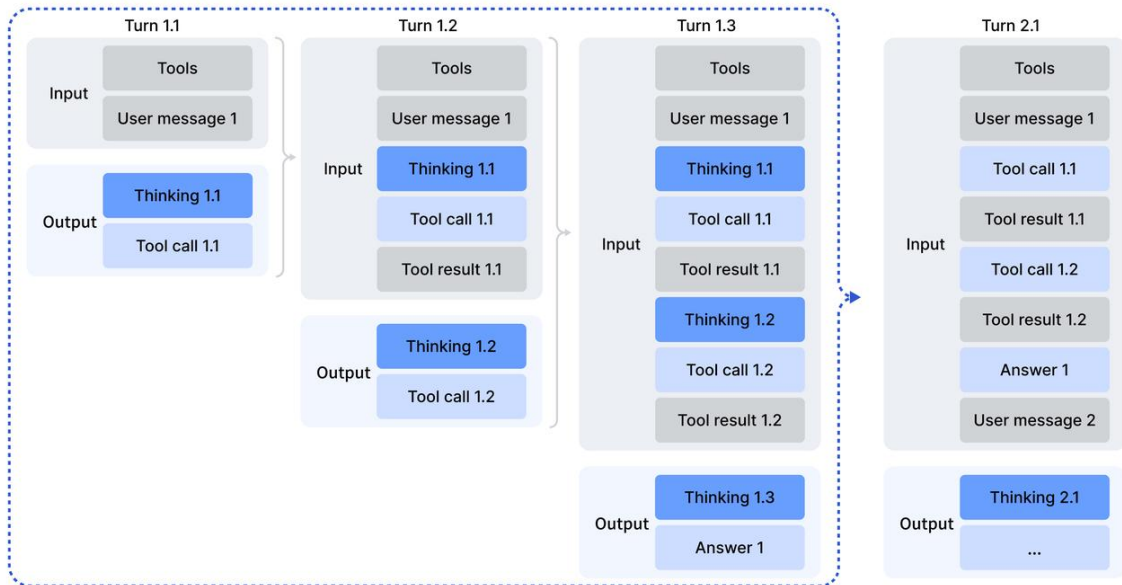 Turn 1.1
Input
Tools
User message 1
Output
Thinking 1.1
Tool call 1.1
Turn 1.2
Input
Tools
User message 1
Thinking 1.1
Tool call 1.1
Tool result 1.1
Output
Thinking 1.2
Tool call 1.2
Turn 1.3
Input
Tools
User message 1
Thinking 1.1
Tool call 1.1
Tool result 1.1
Thinking 1.2
Tool call 1.2
Tool result 1.2
Output
Thinking 1.3
Answer 1
Turn 2.1
Input
Tools
User message 1
Tool call 1.1
Tool result 1.1
Tool call 1.2
Tool result 1.2
Answer 1
User message 2
Output
Thinking 2.1
...